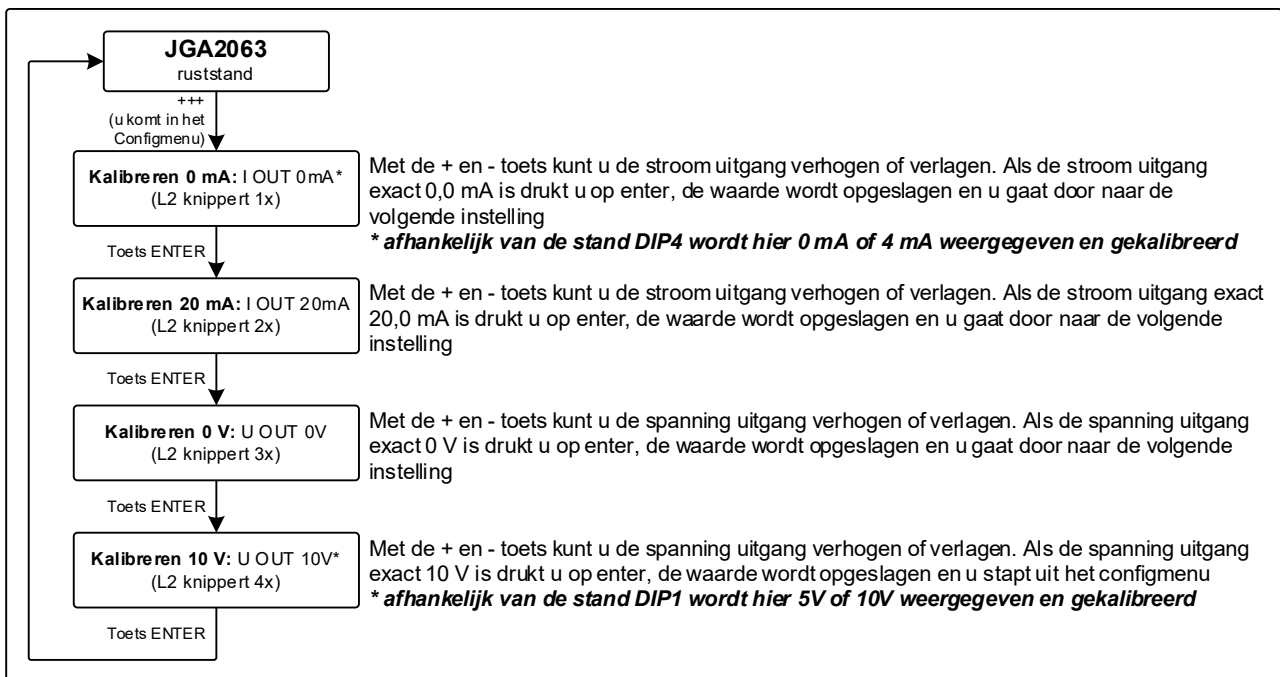 JGA2063
ruststand
+++
(u komt in het
Configmenu)
Kalibreren 0 mA: I OUT 0mA*
(L2 knippert 1x)
Met de + en - toets kunt u de stroom uitgang verhogen of verlagen. Als de stroom uitgang
exact 0,0 mA is drukt u op enter, de waarde wordt opgeslagen en u gaat door naar de
volgende instelling
* afhankelijk van de stand DIP4 wordt hier 0 mA of 4 mA weergegeven en gekalibreerd
Toets ENTER
Kalibreren 20 mA: I OUT 20mA
(L2 knippert 2x)
Met de + en - toets kunt u de stroom uitgang verhogen of verlagen. Als de stroom uitgang exact
20,0 mA is drukt u op enter, de waarde wordt opgeslagen en u gaat door naar de volgende
instelling
Toets ENTER
Kalibreren 0 V: U OUT 0V
(L2 knippert 3x)
Met de + en - toets kunt u de spanning uitgang verhogen of verlagen. Als de spanning uitgang
exact 0 V is drukt u op enter, de waarde wordt opgeslagen en u gaat door naar de volgende
instelling
Toets ENTER
Kalibreren 10 V: U OUT 10V*
(L2 knippert 4x)
Met de + en - toets kunt u de spanning uitgang verhogen of verlagen. Als de spanning uitgang
exact 10 V is drukt u op enter, de waarde wordt opgeslagen en u stapt uit het configmenu
* afhankelijk van de stand DIP1 wordt hier 5V of 10V weergegeven en gekalibreerd
Toets ENTER